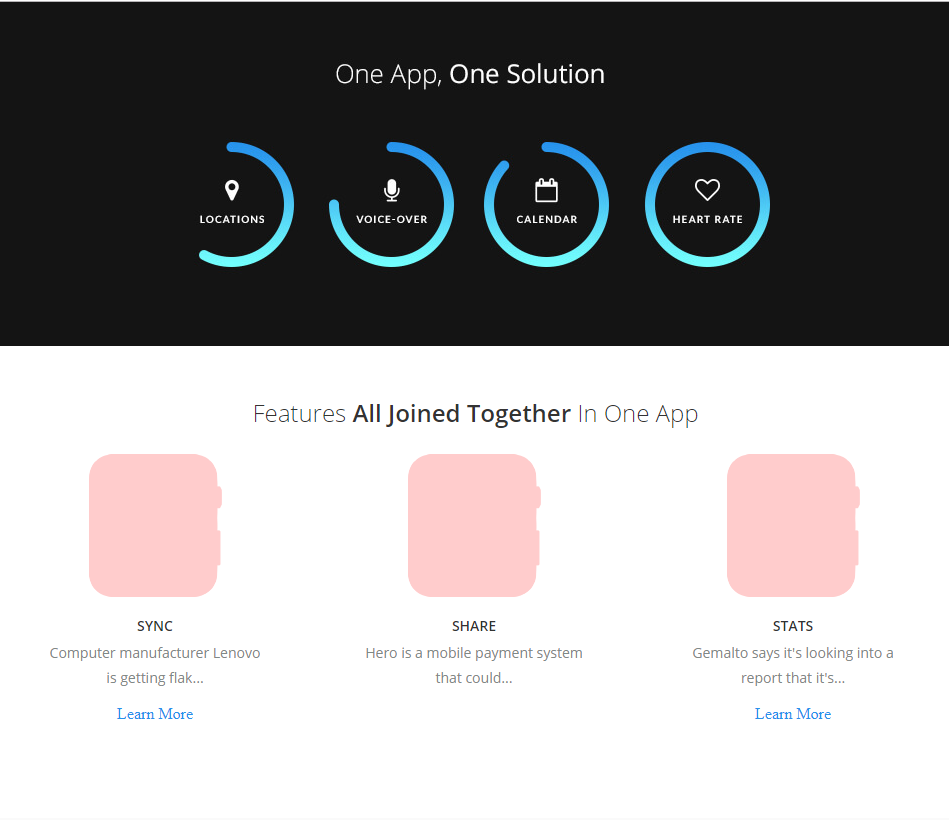 One App, One Solution
LOCATIONS
VOICE-OVER
CALENDAR
HEART RATE
Features All Joined Together In One App
SYNC
Computer manufacturer Lenovo
is getting flak...
Learn More
SHARE
Hero is a mobile payment system
that could...
STATS
Gemalto says it's looking into a
report that it's...
Learn More